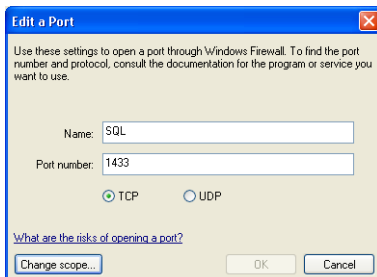 Edit a Port
Use these settings to open a port through Windows Firewall. To find the port
number and protocol, consult the documentation for the program or service you
want to use.
Name: SQL
Port number: 1433
TCP UDP
What are the risks of opening a port?
Change scope... OK Cancel